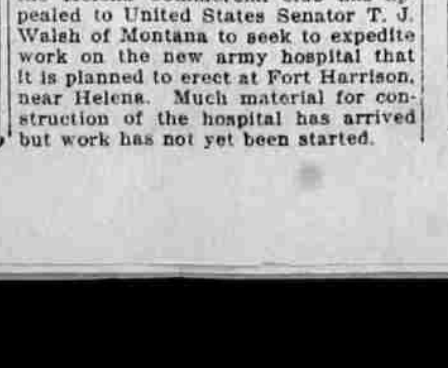 pealed to United States Senator T. J.
Walsh of Montana to seek to expedite
work on the new army hospital that
it is planned to erect at Fort Harrison,
near Helena. Much material for con-
struction of the hospital has arrived
but work has not yet been started.